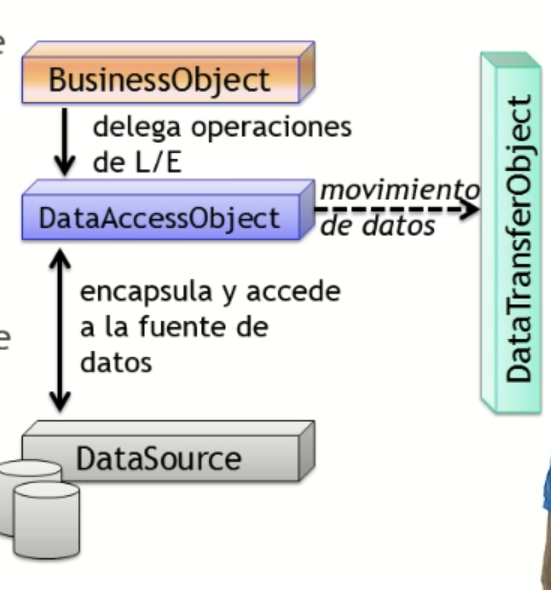 e
BusinessObject
delega operaciones
de L/E
DataAccessObject
movimiento
de datos
DataTransferObject
encapsula y accede
a la fuente de
datos
e
DataSource